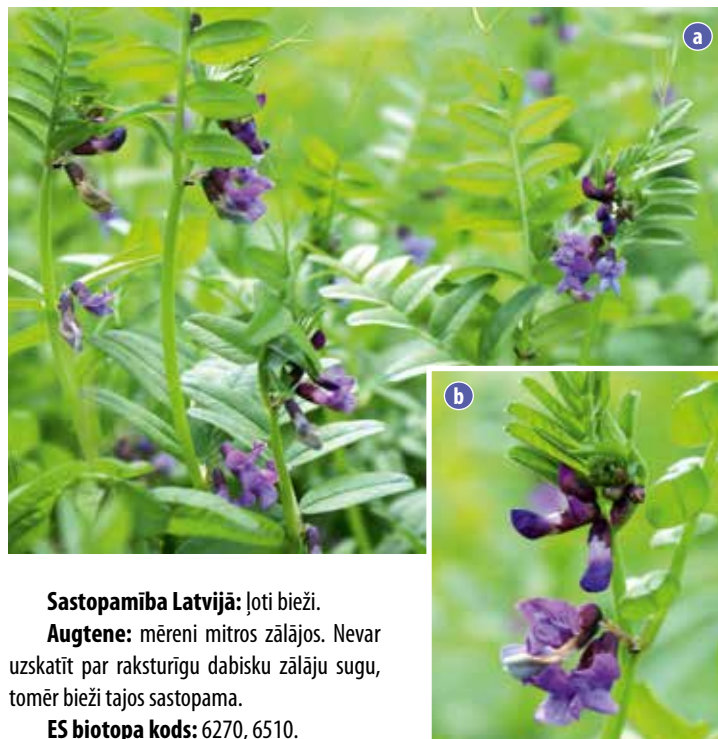 a
b
Sastopamība Latvijā: ļoti bieži.
Augtene: mēreni mitros zālājos. Nevar
uzskatīt par raksturīgu dabisku zālāju sugu,
tomēr bieži tajos sastopama.
ES biotopa kods: 6270, 6510.